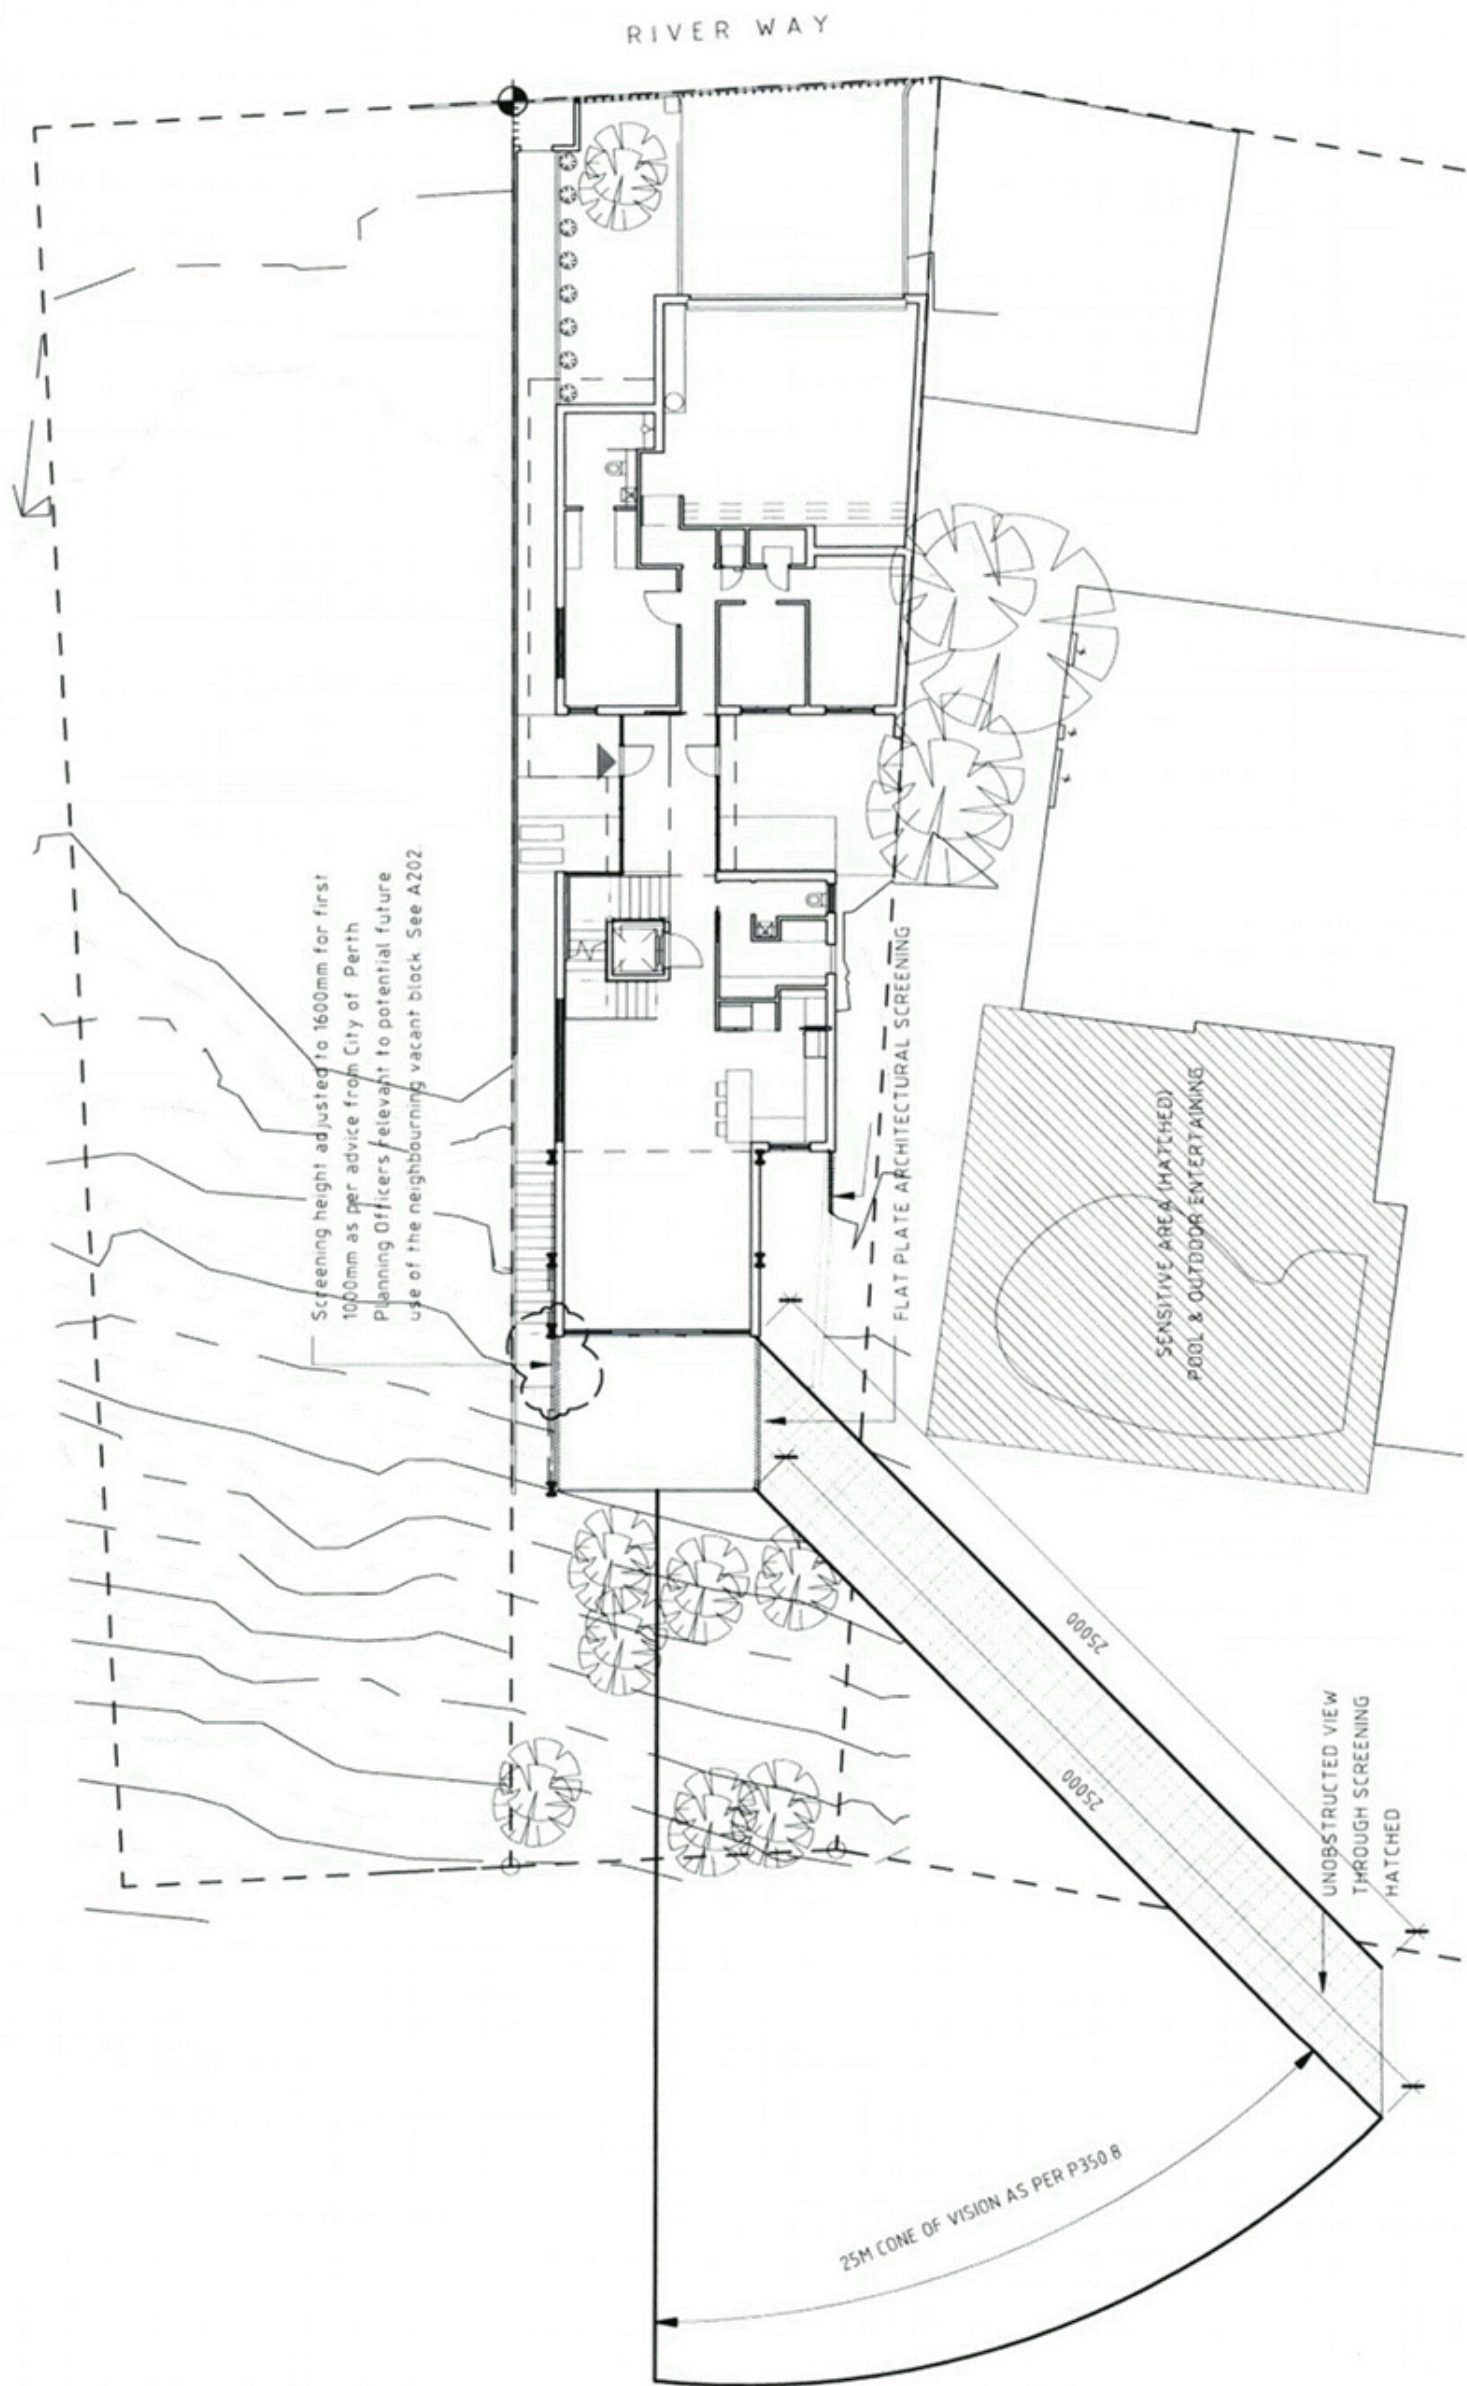 RIVER WAY
Screening height adjusted to 1600mm for first
1000mm as per advice from City of Perth
Planning Officers relevant to potential future
use of the neighbouring vacant block. See A202.
FLAT PLATE ARCHITECTURAL SCREENING
SENSITIVE AREA (HATCHED)
POOL & OUTDOOR ENTERTAINING
25000
25000
UNOBSTRUCTED VIEW
THROUGH SCREENING
HATCHED
25M CONE OF VISION AS PER P350.8